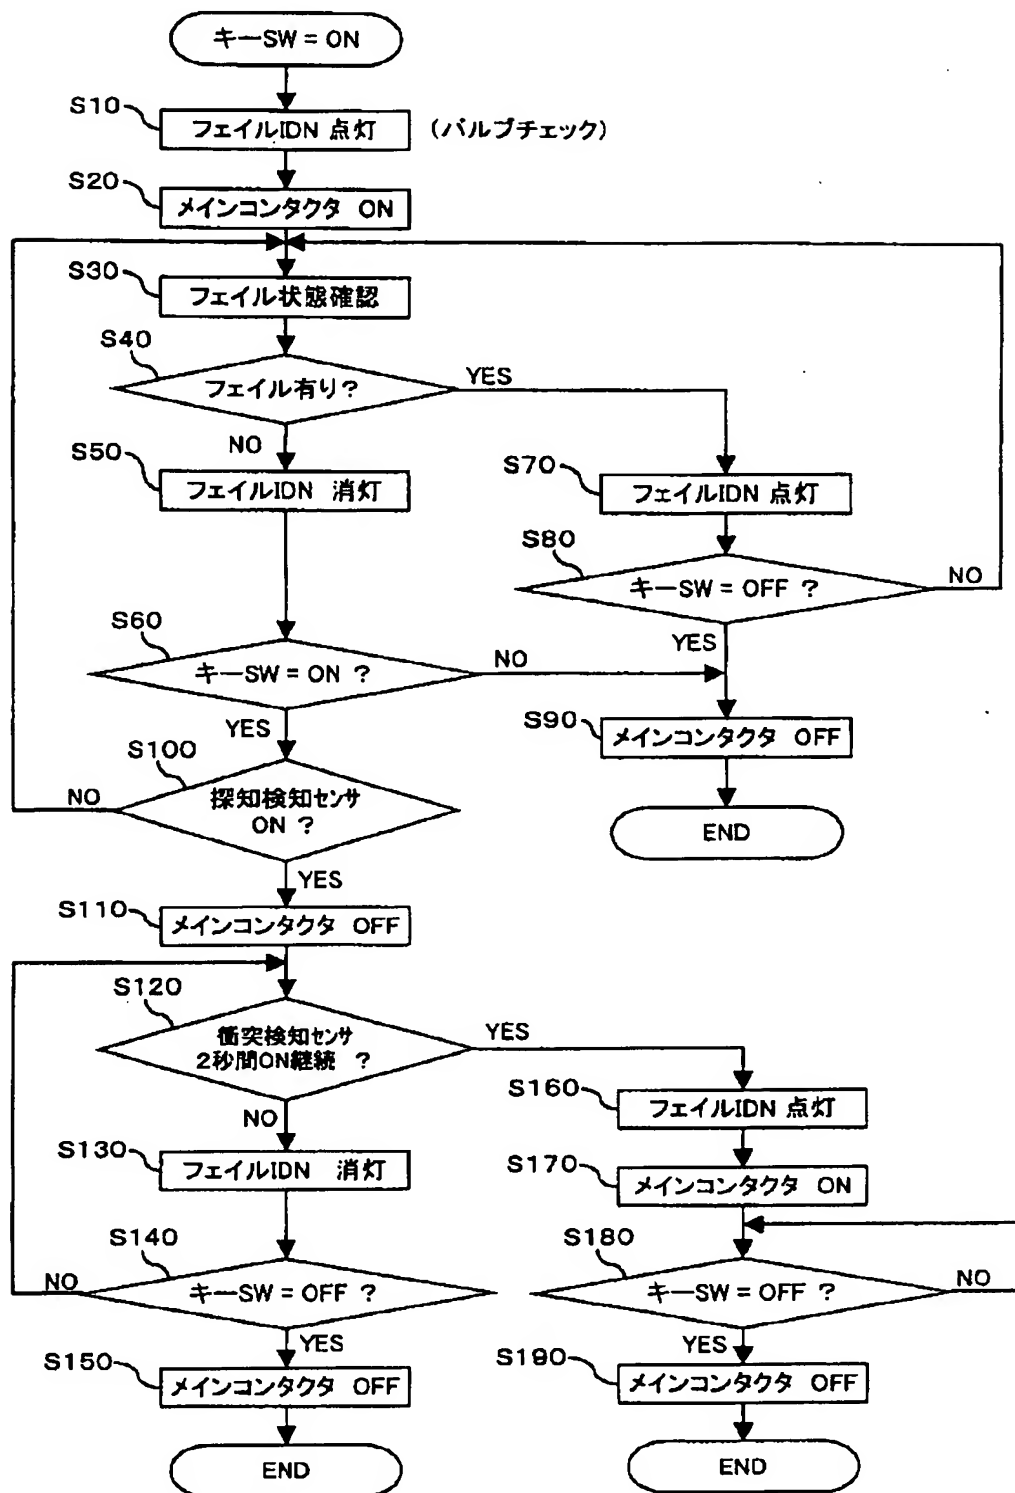 キーSW = ON
S10
フェイルIDN 点灯 (バルブチェック)
S20
メインコンタクタ ON
S30
フェイル状態確認
S40
フェイル有り?
YES
NO
S50
フェイルIDN 消灯
S70
フェイルIDN 点灯
S80
キーSW = OFF ?
NO
YES
S60
キーSW = ON ?
NO
YES
S90
メインコンタクタ OFF
END
S100
探知検知センサ
ON ?
NO
YES
S110
メインコンタクタ OFF
S120
衝突検知センサ
2秒間ON継続 ?
YES
NO
S130
フェイルIDN 消灯
S140
キーSW = OFF ?
NO
YES
S150
メインコンタクタ OFF
END
S160
フェイルIDN 点灯
S170
メインコンタクタ ON
S180
キーSW = OFF ?
NO
YES
S190
メインコンタクタ OFF
END